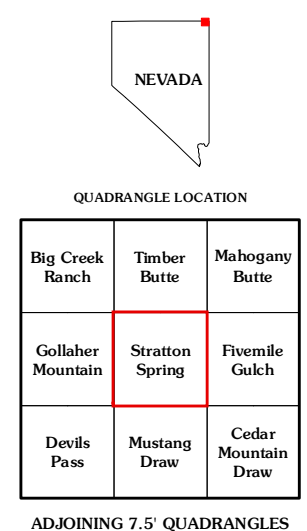 NEVADA
QUADRANGLE LOCATION
Big Creek
Ranch
Timber
Butte
Mahogany
Butte
Gollaher
Mountain
Stratton
Spring
Fivemile
Gulch
Devils
Pass
Mustang
Draw
Cedar
Mountain
Draw
ADJOINING 7.5' QUADRANGLES